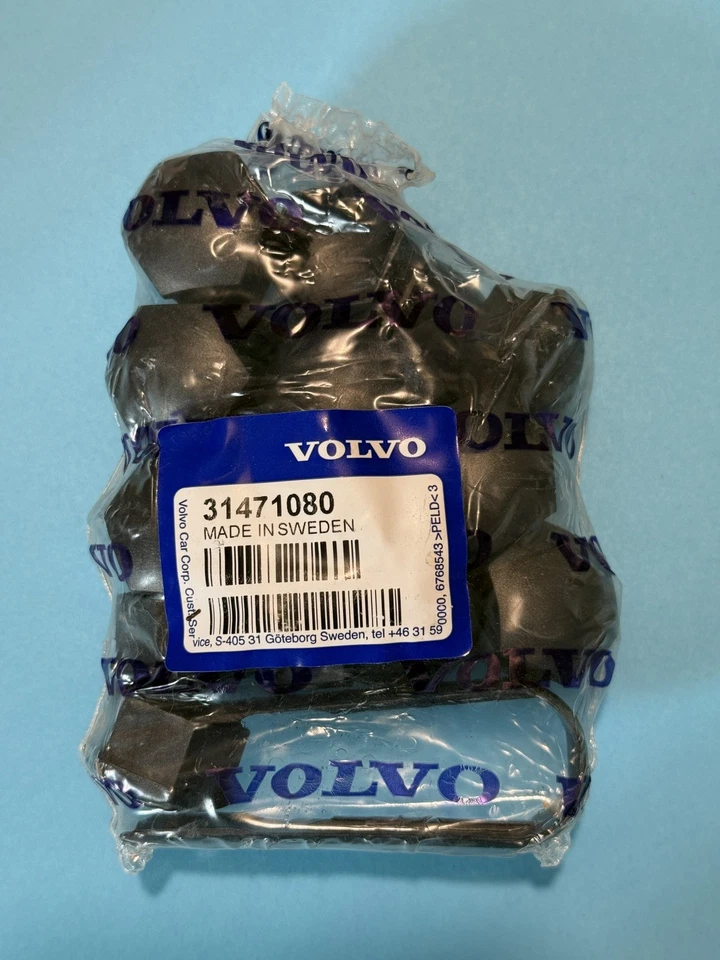 VOLVO
VOLVO
VOLVO
31471080
MADE IN SWEDEN
Volvo Car Corp. Cust. Ser
vice, S-405 31 Göteborg Sweden, tel +46 31 59
0000, 6768543 >PELD< 3
VOLVO
VOLVO
VOLVO